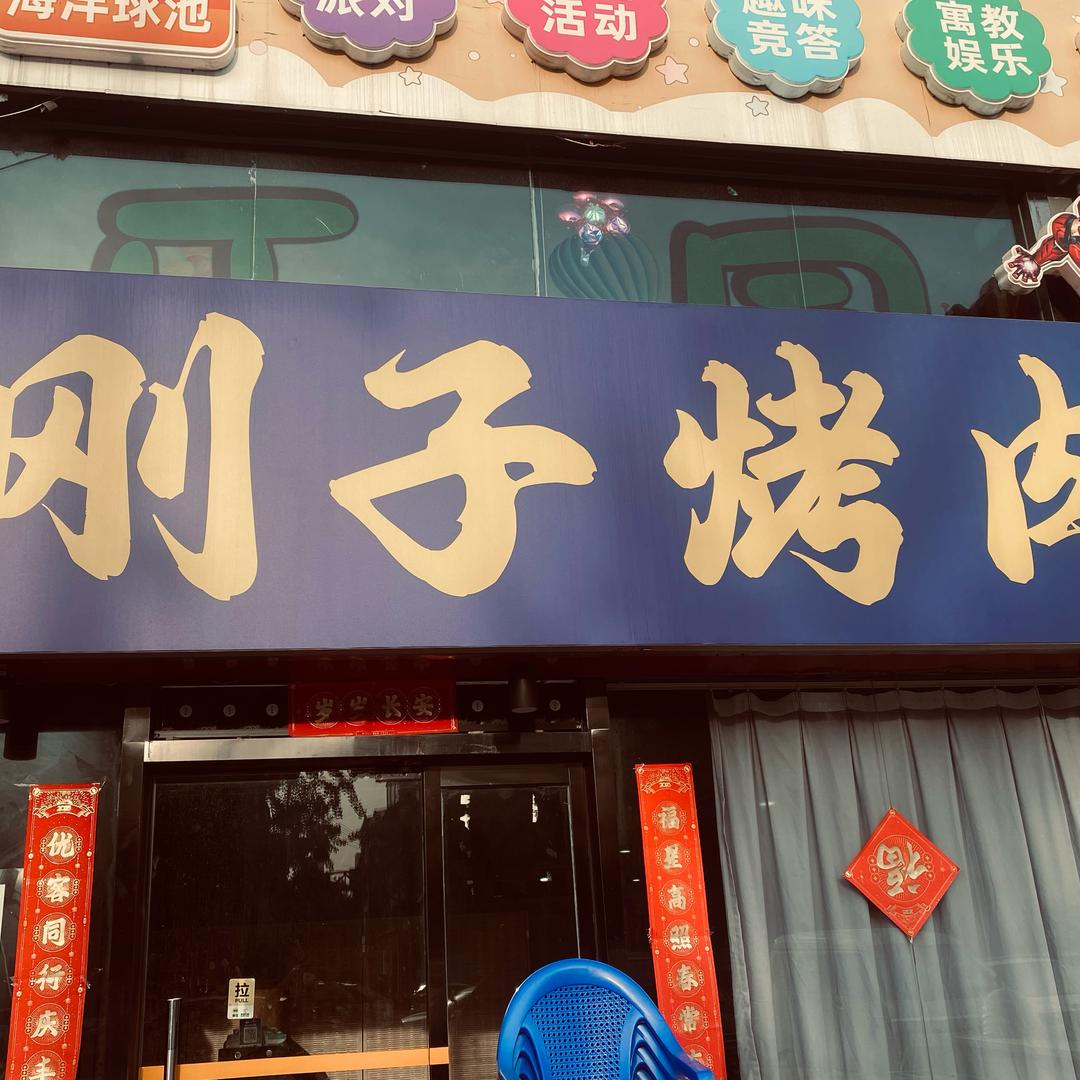 海洋球池
派对
活动
趣味
竞答
寓教
娱乐
刚子烤肉
岁岁长安
优客同行庆丰
福星高照春常
福
拉
PULL